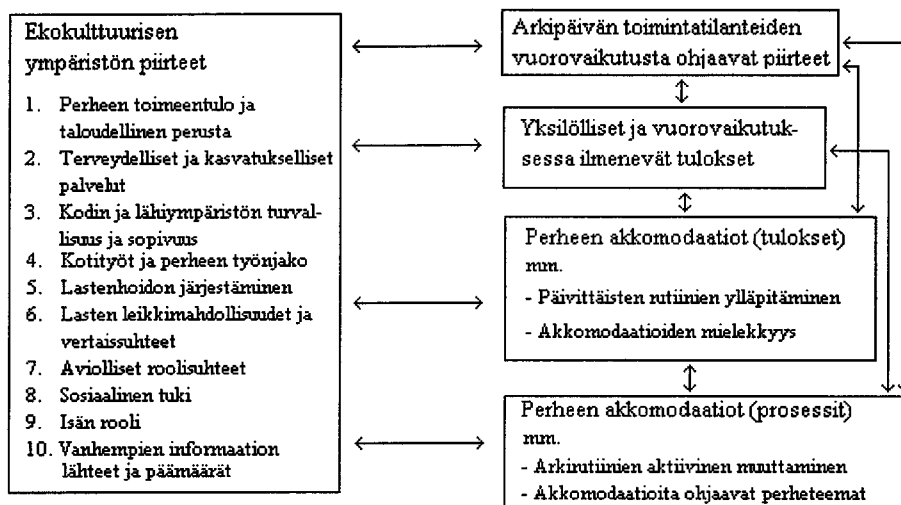 Ekokulttuurisen
ympäristön piirteet
1. Perheen toimeentulo ja
taloudellinen perusta
2. Terveydelliset ja kasvatukselliset
palvelut
3. Kodin ja lähiympäristön turval-
lisuus ja sopivuus
4. Kotityöt ja perheen työnjako
5. Lastenhoidon järjestäminen
6. Lasten leikkimahdollisuudet ja
vertaissuhteet
7. Aviolliset roolisuhteet
8. Sosiaalinen tuki
9. Isän rooli
10. Vanhempien informaation
lähteet ja päämäärät
Arkipäivän toimintatilanteiden
vuorovaikutusta ohjaavat piirteet
Yksilölliset ja vuorovaikutuk-
sessa ilmenevät tulokset
Perheen akkomodaatiot (tulokset)
mm.
- Päivittäisten rutiinien ylläpitäminen
- Akkomodaatioiden mielekkyys
Perheen akkomodaatiot (prosessit)
mm.
- Arkirutiinien aktiivinen muuttaminen
- Akkomodaatioita ohjaavat perheteemat